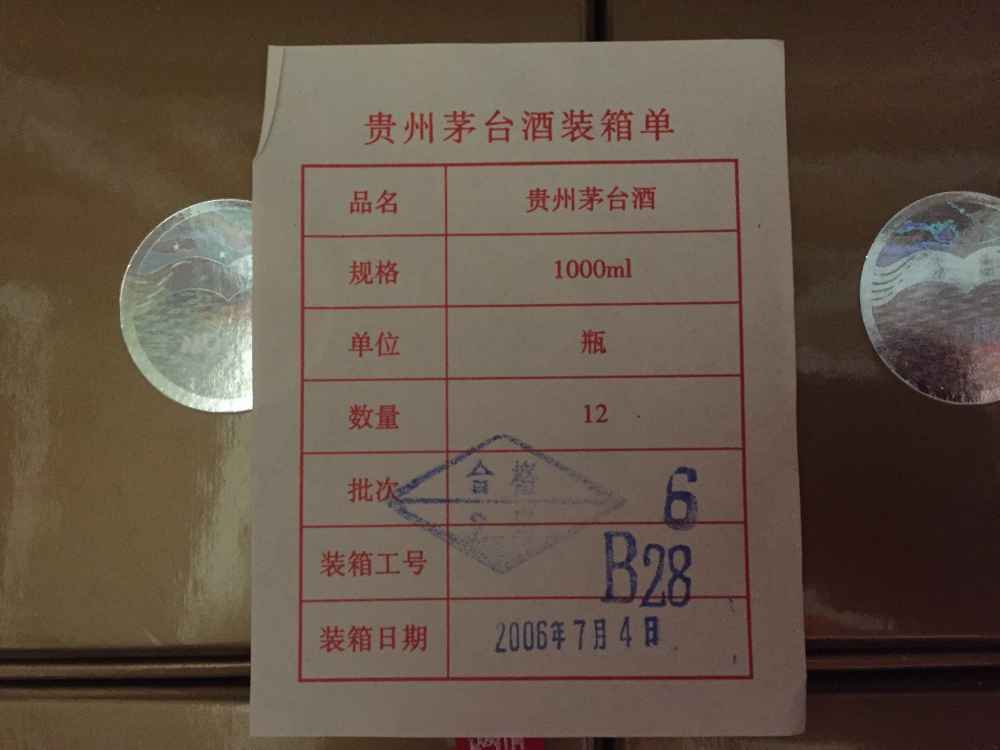 贵州茅台酒装箱单
品名 贵州茅台酒
规格 1000ml
单位 瓶
数量 12
批次 6
合格
装箱工号 B28
装箱日期 2006年7月4日